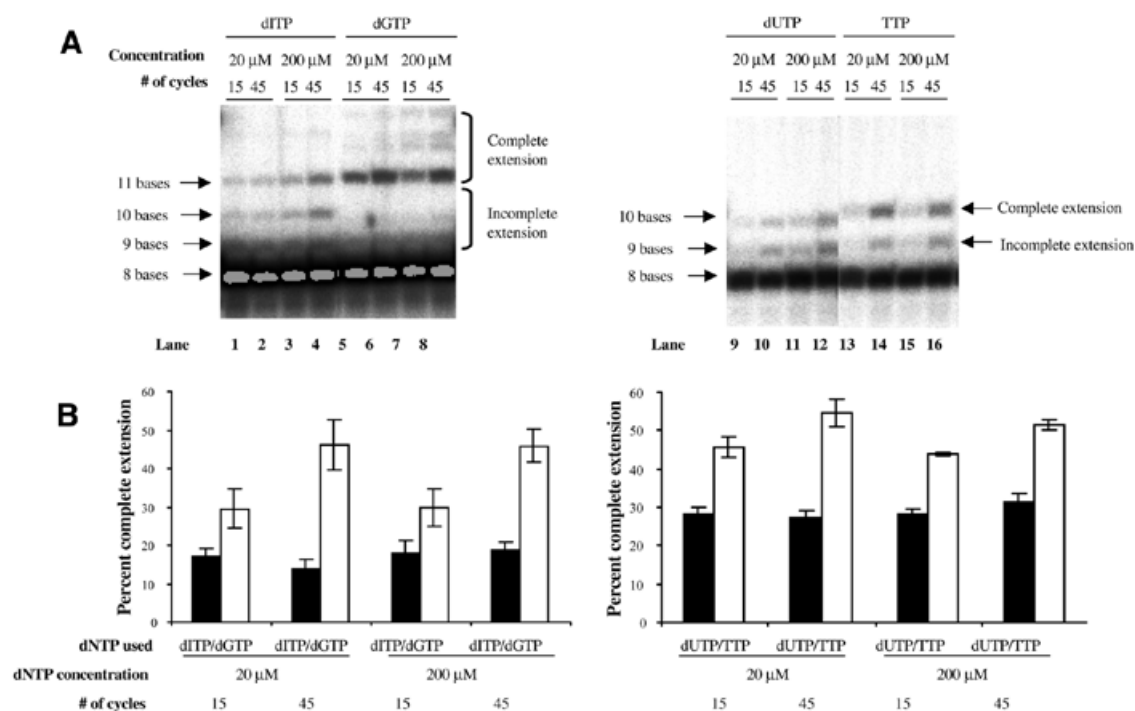 A
dITP dGTP
Concentration 20 µM 200 µM 20 µM 200 µM
# of cycles 15 45 15 45 15 45 15 45
Complete
extension
11 bases
10 bases
Incomplete
extension
9 bases
8 bases
Lane 1 2 3 4 5 6 7 8
dUTP TTP
20 µM 200 µM 20 µM 200 µM
15 45 15 45 15 45 15 45
10 bases
Complete extension
9 bases
Incomplete extension
8 bases
Lane 9 10 11 12 13 14 15 16
B
Percent complete extension
60
50
40
30
20
10
0
dNTP used dITP/dGTP dITP/dGTP dITP/dGTP dITP/dGTP
dNTP concentration 20 µM 200 µM
# of cycles 15 45 15 45
Percent complete extension
60
50
40
30
20
10
0
dUTP/TTP dUTP/TTP dUTP/TTP dUTP/TTP
20 µM 200 µM
15 45 15 45